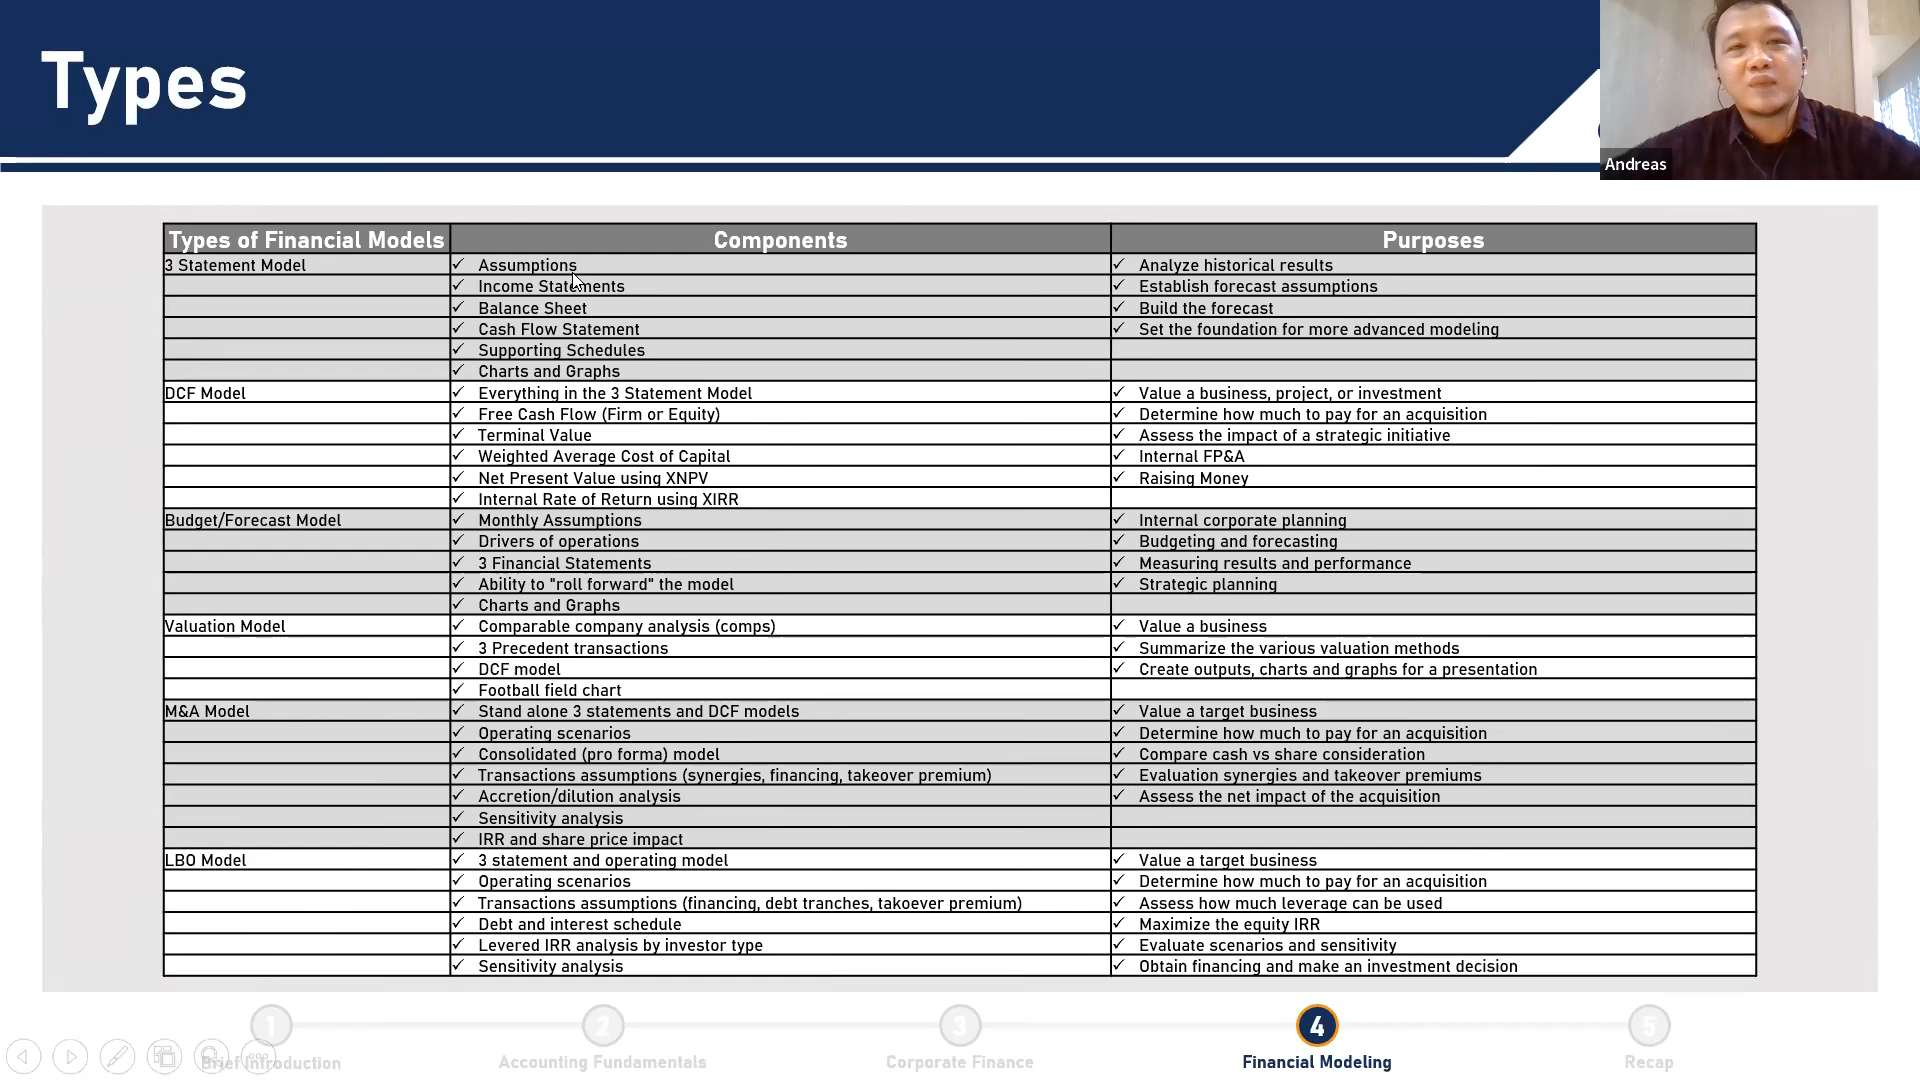 Types
Andreas
Types of Financial Models Components Purposes
3 Statement Model ✓ Assumptions ✓ Analyze historical results
✓ Income Statements ✓ Establish forecast assumptions
✓ Balance Sheet ✓ Build the forecast
✓ Cash Flow Statement ✓ Set the foundation for more advanced modeling
✓ Supporting Schedules
✓ Charts and Graphs
DCF Model ✓ Everything in the 3 Statement Model ✓ Value a business, project, or investment
✓ Free Cash Flow (Firm or Equity) ✓ Determine how much to pay for an acquisition
✓ Terminal Value ✓ Assess the impact of a strategic initiative
✓ Weighted Average Cost of Capital ✓ Internal FP&A
✓ Net Present Value using XNPV ✓ Raising Money
✓ Internal Rate of Return using XIRR
Budget/Forecast Model ✓ Monthly Assumptions ✓ Internal corporate planning
✓ Drivers of operations ✓ Budgeting and forecasting
✓ 3 Financial Statements ✓ Measuring results and performance
✓ Ability to "roll forward" the model ✓ Strategic planning
✓ Charts and Graphs
Valuation Model ✓ Comparable company analysis (comps) ✓ Value a business
✓ 3 Precedent transactions ✓ Summarize the various valuation methods
✓ DCF model ✓ Create outputs, charts and graphs for a presentation
✓ Football field chart
M&A Model ✓ Stand alone 3 statements and DCF models ✓ Value a target business
✓ Operating scenarios ✓ Determine how much to pay for an acquisition
✓ Consolidated (pro forma) model ✓ Compare cash vs share consideration
✓ Transactions assumptions (synergies, financing, takeover premium) ✓ Evaluation synergies and takeover premiums
✓ Accretion/dilution analysis ✓ Assess the net impact of the acquisition
✓ Sensitivity analysis
✓ IRR and share price impact
LBO Model ✓ 3 statement and operating model ✓ Value a target business
✓ Operating scenarios ✓ Determine how much to pay for an acquisition
✓ Transactions assumptions (financing, debt tranches, takoever premium) ✓ Assess how much leverage can be used
✓ Debt and interest schedule ✓ Maximize the equity IRR
✓ Levered IRR analysis by investor type ✓ Evaluate scenarios and sensitivity
✓ Sensitivity analysis ✓ Obtain financing and make an investment decision
1 2 3 4 5
Brief Introduction Accounting Fundamentals Corporate Finance Financial Modeling Recap